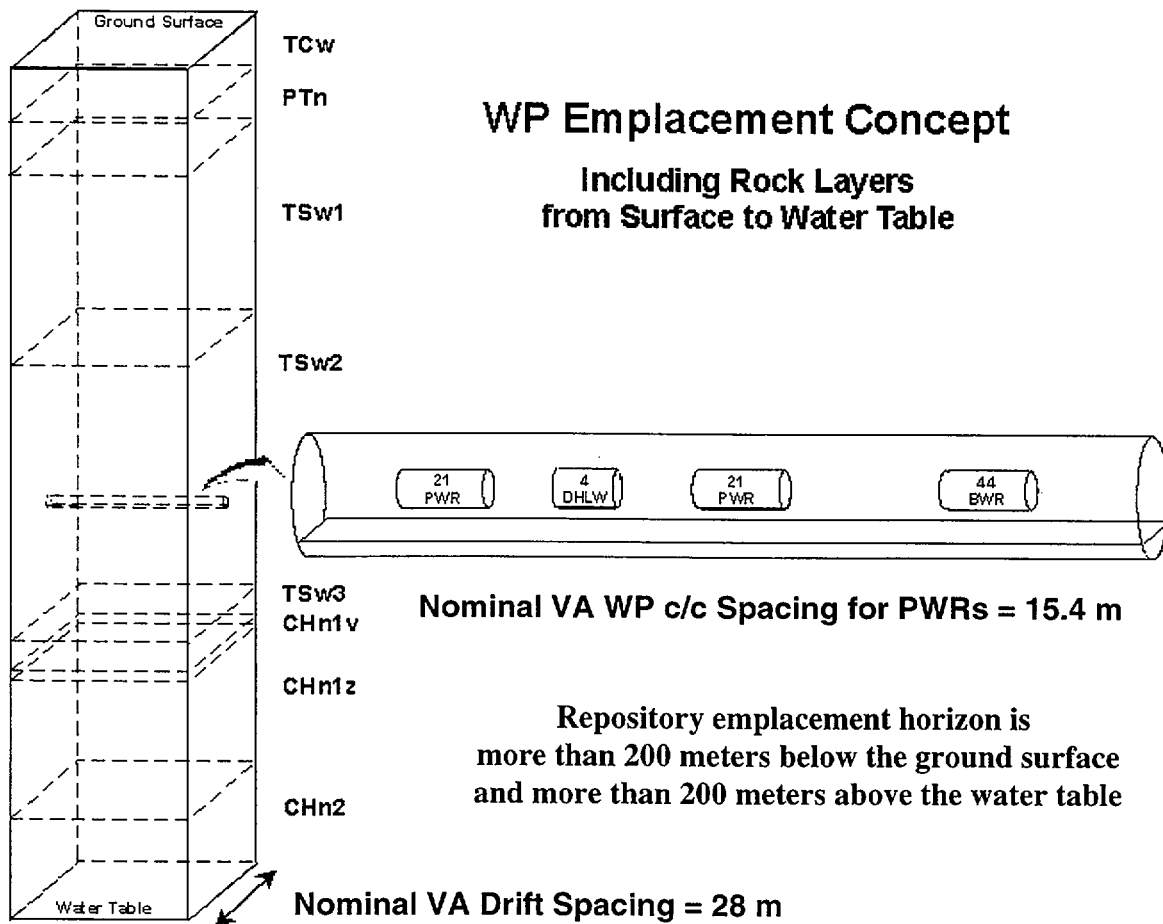 Ground Surface
TCw
PTn
WP Emplacement Concept
Including Rock Layers
from Surface to Water Table
TSw1
TSw2
21
PWR
4
DHLW
21
PWR
44
BWR
TSw3
CHn1v
Nominal VA WP c/c Spacing for PWRs = 15.4 m
CHn1z
Repository emplacement horizon is
more than 200 meters below the ground surface
and more than 200 meters above the water table
CHn2
Water Table
Nominal VA Drift Spacing = 28 m